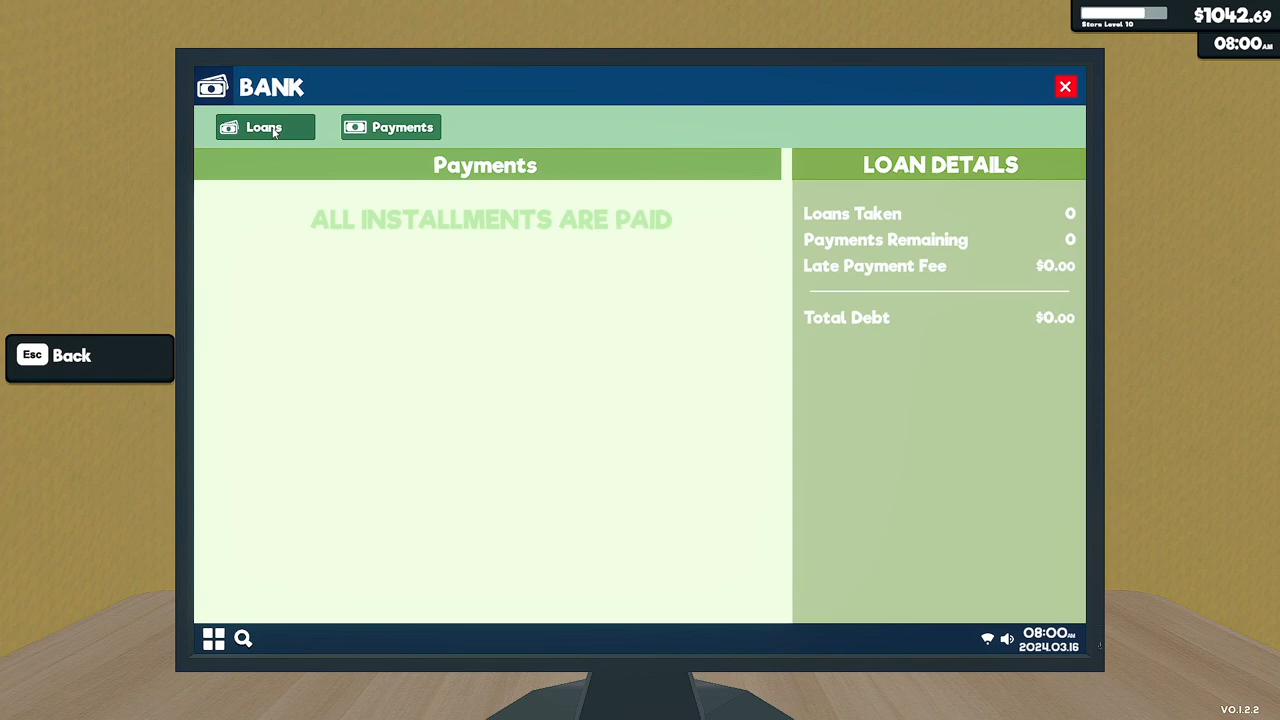 $1042.69
Store Level 10
08:00AM
BANK
Loans
Payments
Payments
LOAN DETAILS
ALL INSTALLMENTS ARE PAID
Loans Taken 0
Payments Remaining 0
Late Payment Fee $0.00
Total Debt $0.00
Esc Back
08:00AM
2024.03.16
V0.1.2.2